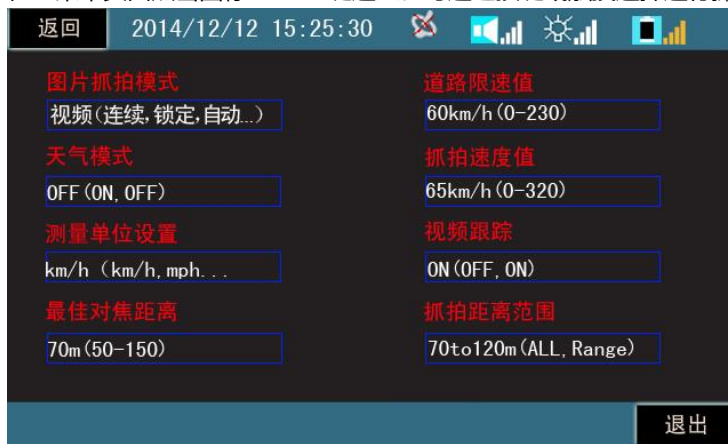 返回 2014/12/12 15:25:30
图片抓拍模式 道路限速值
视频(连续,锁定,自动...) 60km/h(0-230)
天气模式 抓拍速度值
OFF(ON,OFF) 65km/h(0-320)
测量单位设置 视频跟踪
km/h (km/h,mph... ON(OFF,ON)
最佳对焦距离 抓拍距离范围
70m(50-150) 70to120m(ALL,Range)
退出